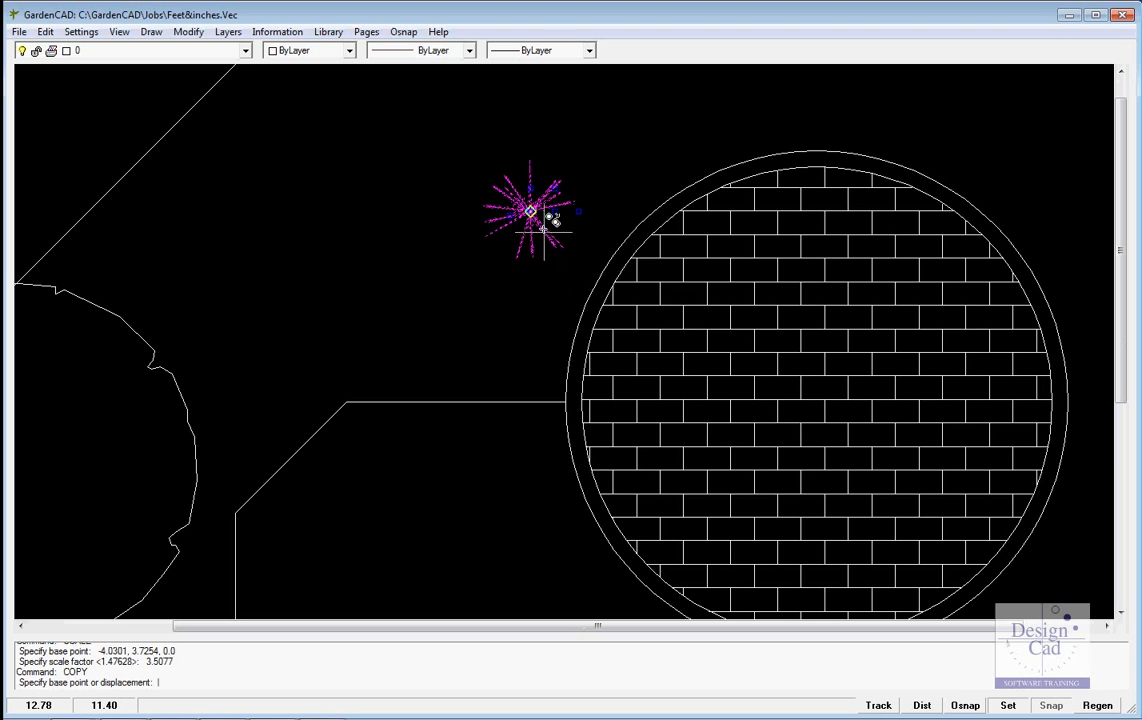 GardenCAD: C:\GardenCAD\Jobs\Feet&inches.Vec
File Edit Settings View Draw Modify Layers Information Library Pages Osnap Help
0 ByLayer ByLayer ByLayer
Specify base point: -4.0301, 3.7254, 0.0
Specify scale factor <1.47628>: 3.5077
Command: COPY
Specify base point or displacement:
Design
Cad
SOFTWARE TRAINING
12.78 11.40 Track Dist Osnap Set Snap Regen